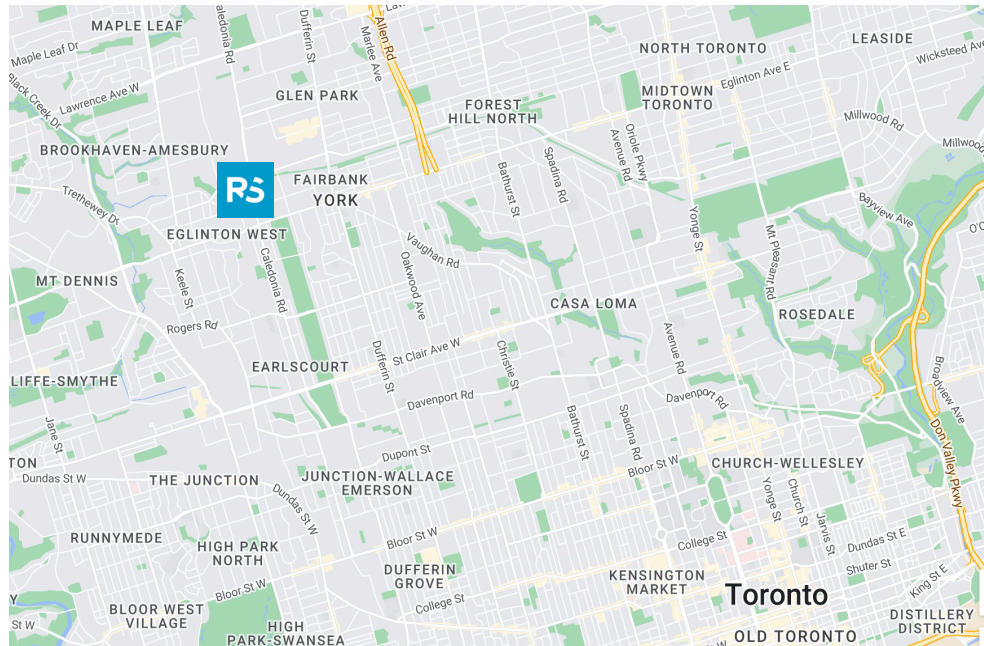 Law
MAPLE LEAF
Caledonia Rd
Dufferin St
Allen Rd
Marlee Ave
LEASIDE
Maple Leaf Dr
NORTH TORONTO
Wicksteed Ave
Eglinton Ave E
Black Creek Dr
Lawrence Ave W
GLEN PARK
FOREST
HILL NORTH
MIDTOWN
TORONTO
Millwood Rd
Millwood
BROOKHAVEN-AMESBURY
Oriole Pkwy
Avenue Rd
Spadina Rd
Bathurst St
RS
FAIRBANK
YORK
Trethewey Dr
Bayview Ave
O'C
Yonge St
Mt Pleasant Rd
EGLINTON WEST
Vaughan Rd
Caledonia Rd
Oakwood Ave
Keele St
MT DENNIS
CASA LOMA
ROSEDALE
Rogers Rd
St Clair Ave W
Avenue Rd
EARLSCOURT
Dufferin St
Christie St
LIFFE-SMYTHE
Broadview Ave
Davenport Rd
Davenport Rd
Jane St
Bathurst St
Spadina Rd
Don Valley Pkwy
Dupont St
TON
Dundas St W
THE JUNCTION
JUNCTION-WALLACE
EMERSON
Bloor St W
CHURCH-WELLESLEY
Dundas St W
Yonge St
Church St
Jarvis St
RUNNYMEDE
HIGH PARK
NORTH
Bloor St W
College St
Dundas St E
Shuter St
DUFFERIN
GROVE
KENSINGTON
MARKET
King St E
Bloor St W
Toronto
Y
St W
BLOOR WEST
VILLAGE
College St
DISTILLERY
DISTRICT
HIGH
PARK-SWANSEA
OLD TORONTO